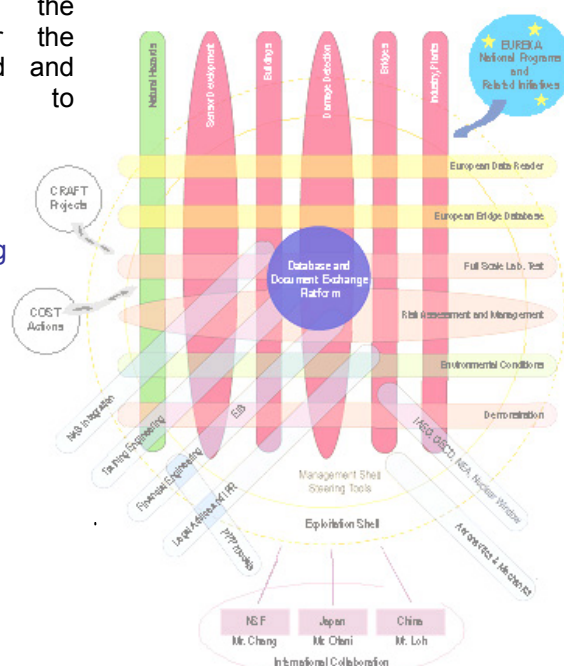 the
the
and
to
g
EUREKA
National Programs
and
Related Initiatives
Natural Hazards
Sensor Development
Buildings
Damage Detection
Bridges
Industry, Plants
European Data Reader
European Bridge Database
CRAFT
Projects
Database and
Document Exchange
Platform
Full Scale Lab. Test
COST
Actions
Risk Assessment and Management
Environmental Conditions
Demonstration
NAS Integration
Training Engineering
Financial Engineering
EIB
Legal Advice and IPR
PPP Models
IAEO, OECD, NEA, Nuclear Window
Aeronautics & Mechanics
Management Shell
Steering Tools
Exploitation Shell
NSF
Japan
China
Mr. Chang
Mr. Otani
Mr. Loh
International Collaboration